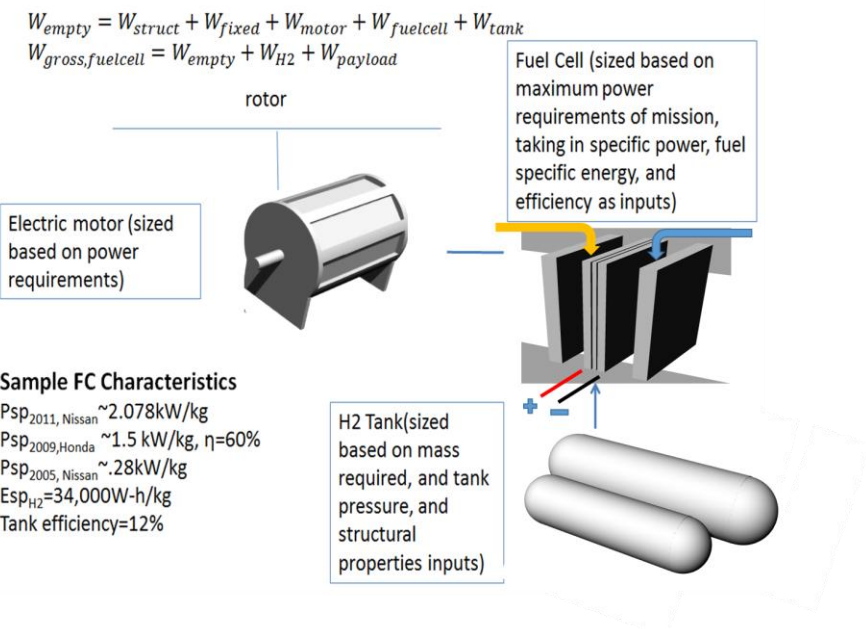 W_empty = W_struct + W_fixed + W_motor + W_fuelcell + W_tank
W_gross,fuelcell = W_empty + W_H2 + W_payload
rotor
Fuel Cell (sized based on
maximum power
requirements of mission,
taking in specific power, fuel
specific energy, and
efficiency as inputs)
Electric motor (sized
based on power
requirements)
Sample FC Characteristics
Psp2011, Nissan~2.078kW/kg
Psp2009,Honda ~1.5 kW/kg, η=60%
Psp2005, Nissan~.28kW/kg
EspH2=34,000W-h/kg
Tank efficiency=12%
H2 Tank(sized
based on mass
required, and tank
pressure, and
structural
properties inputs)